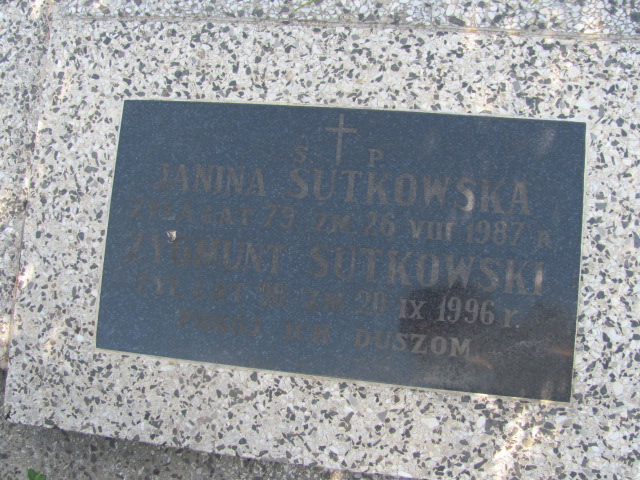 Ś P
JANINA SUTKOWSKA
ŻYŁA LAT 79 ZM. 26 VIII 1987 R.
ZYGMUNT SUTKOWSKI
ŻYŁ LAT ZM 20 IX 1996 r.
POKÓJ ICH DUSZOM